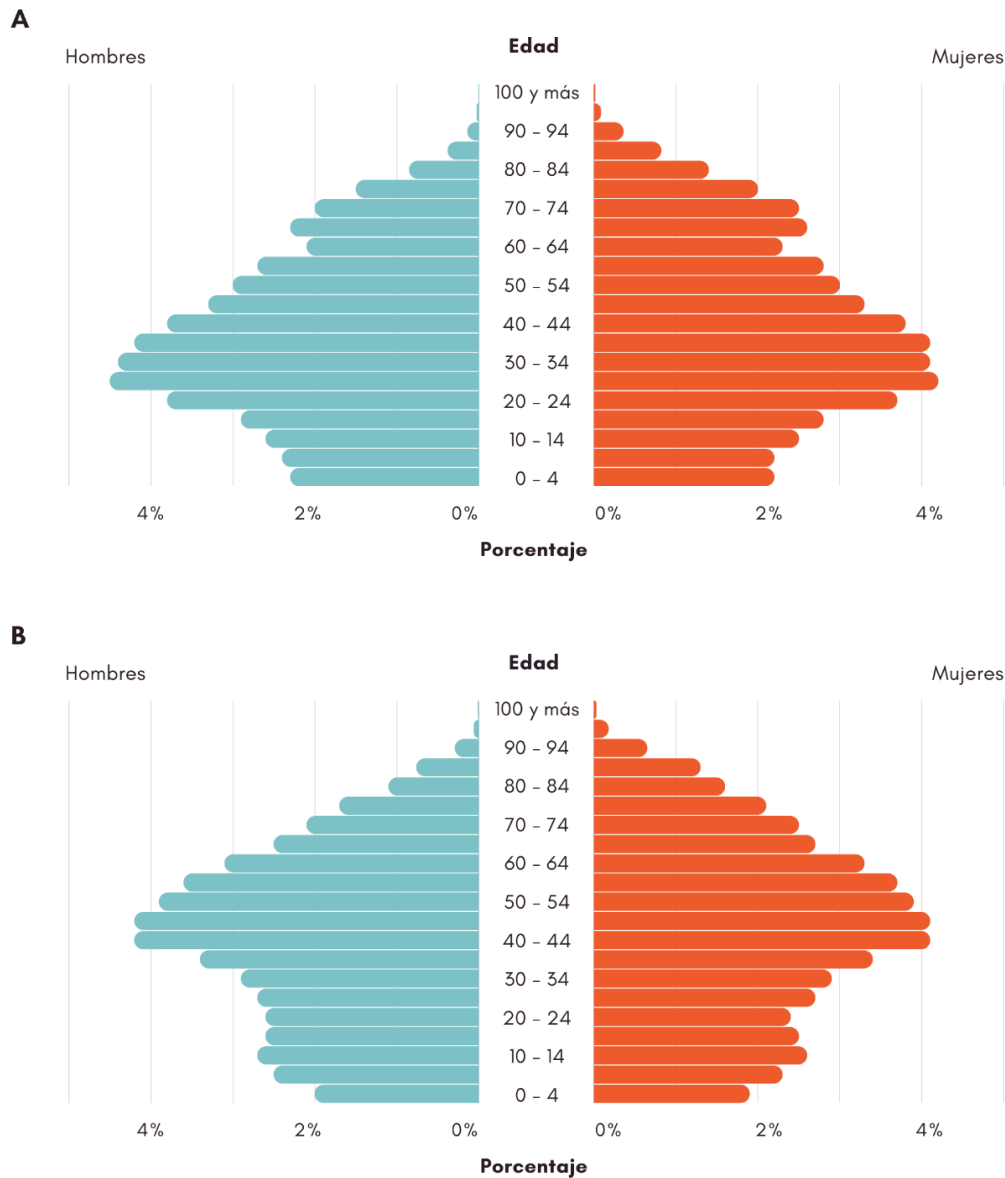 A
Edad
Hombres
Mujeres
100 y más
90 – 94
80 – 84
70 – 74
60 – 64
50 – 54
40 – 44
30 – 34
20 – 24
10 – 14
0 – 4
4% 2% 0% 0% 2% 4%
Porcentaje
B
Edad
Hombres
Mujeres
100 y más
90 – 94
80 – 84
70 – 74
60 – 64
50 – 54
40 – 44
30 – 34
20 – 24
10 – 14
0 – 4
4% 2% 0% 0% 2% 4%
Porcentaje